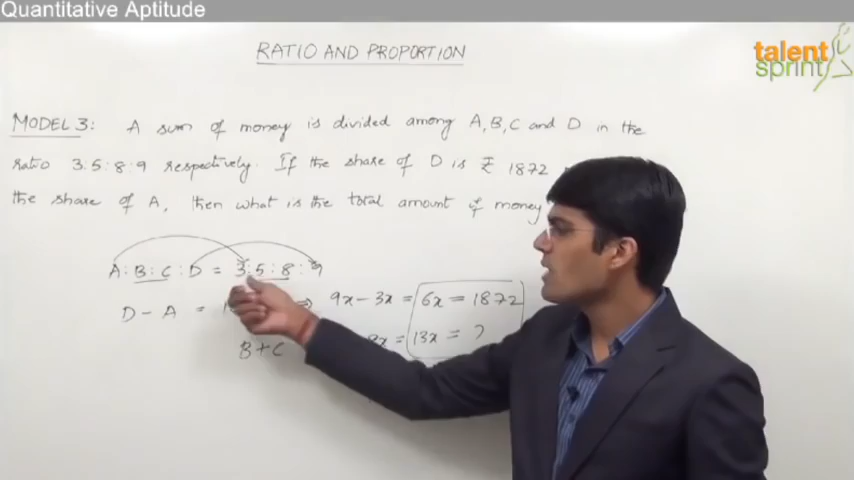 Quantitative Aptitude
RATIO AND PROPORTION
talent
sprint
MODEL 3: A sum of money is divided among A, B, C and D in the
ratio 3:5:8:9 respectively. If the share of D is ₹ 1872
the share of A, then what is the total amount of money
A : B : C : D = 3 : 5 : 8 : 9
D - A = ⇒ 9x - 3x = 6x = 1872
8x = 13x = ?
B + C